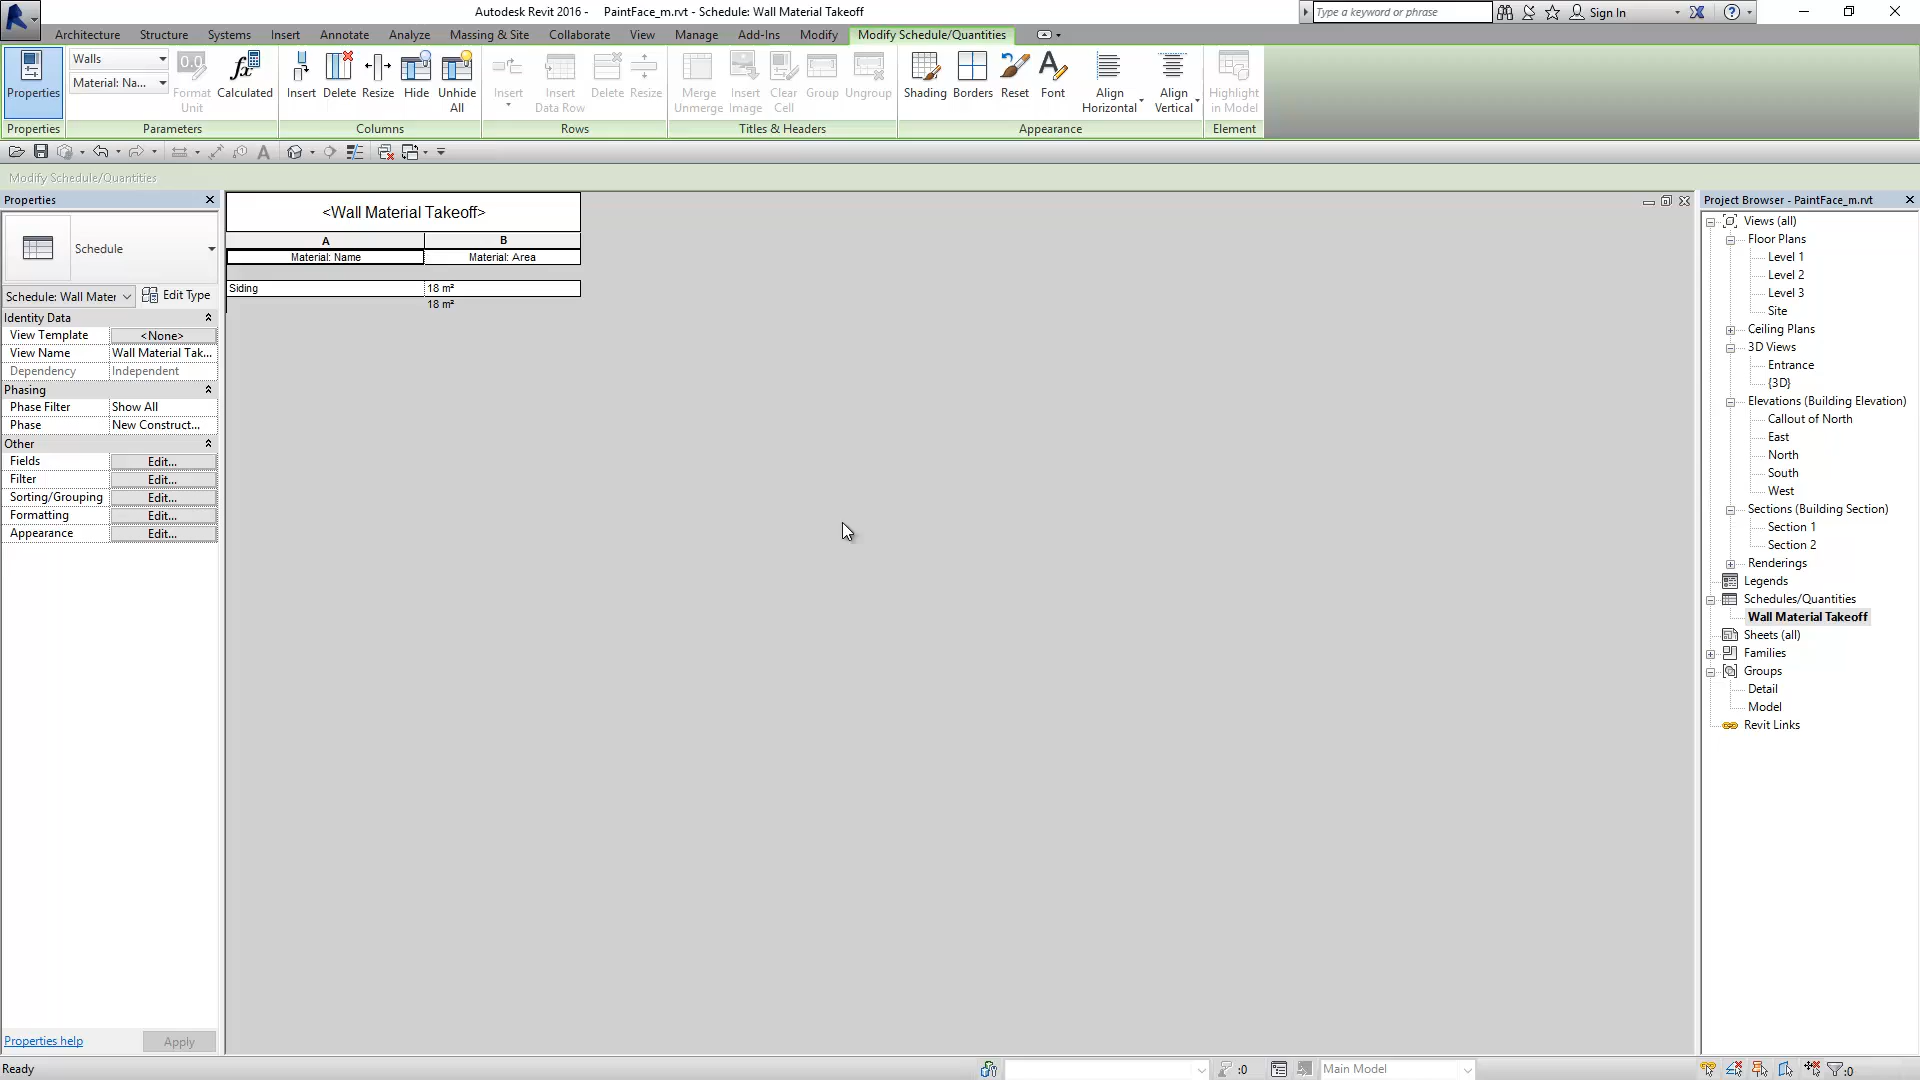 Autodesk Revit 2016 - PaintFace_m.rvt - Schedule: Wall Material Takeoff
Type a keyword or phrase
Sign In
Architecture Structure Systems Insert Annotate Analyze Massing & Site Collaborate View Manage Add-Ins Modify Modify Schedule/Quantities
Walls
Material: Na...
Properties
0.0
Format Unit
fx
Calculated
Insert Delete Resize Hide Unhide All
Insert Insert Data Row Delete Resize
Merge Unmerge Insert Image Clear Cell Group Ungroup
Shading Borders Reset Font Align Horizontal Align Vertical
Highlight in Model
Properties Parameters Columns Rows Titles & Headers Appearance Element
Modify Schedule/Quantities
Properties
Schedule
Schedule: Wall Mater
Edit Type
Identity Data
View Template <None>
View Name Wall Material Tak...
Dependency Independent
Phasing
Phase Filter Show All
Phase New Construct...
Other
Fields Edit...
Filter Edit...
Sorting/Grouping Edit...
Formatting Edit...
Appearance Edit...
Properties help
Apply
<Wall Material Takeoff>
A B
Material: Name Material: Area
Siding 18 m²
18 m²
Project Browser - PaintFace_m.rvt
Views (all)
Floor Plans
Level 1
Level 2
Level 3
Site
Ceiling Plans
3D Views
Entrance
{3D}
Elevations (Building Elevation)
Callout of North
East
North
South
West
Sections (Building Section)
Section 1
Section 2
Renderings
Legends
Schedules/Quantities
Wall Material Takeoff
Sheets (all)
Families
Groups
Detail
Model
Revit Links
Ready
:0
Main Model
:0